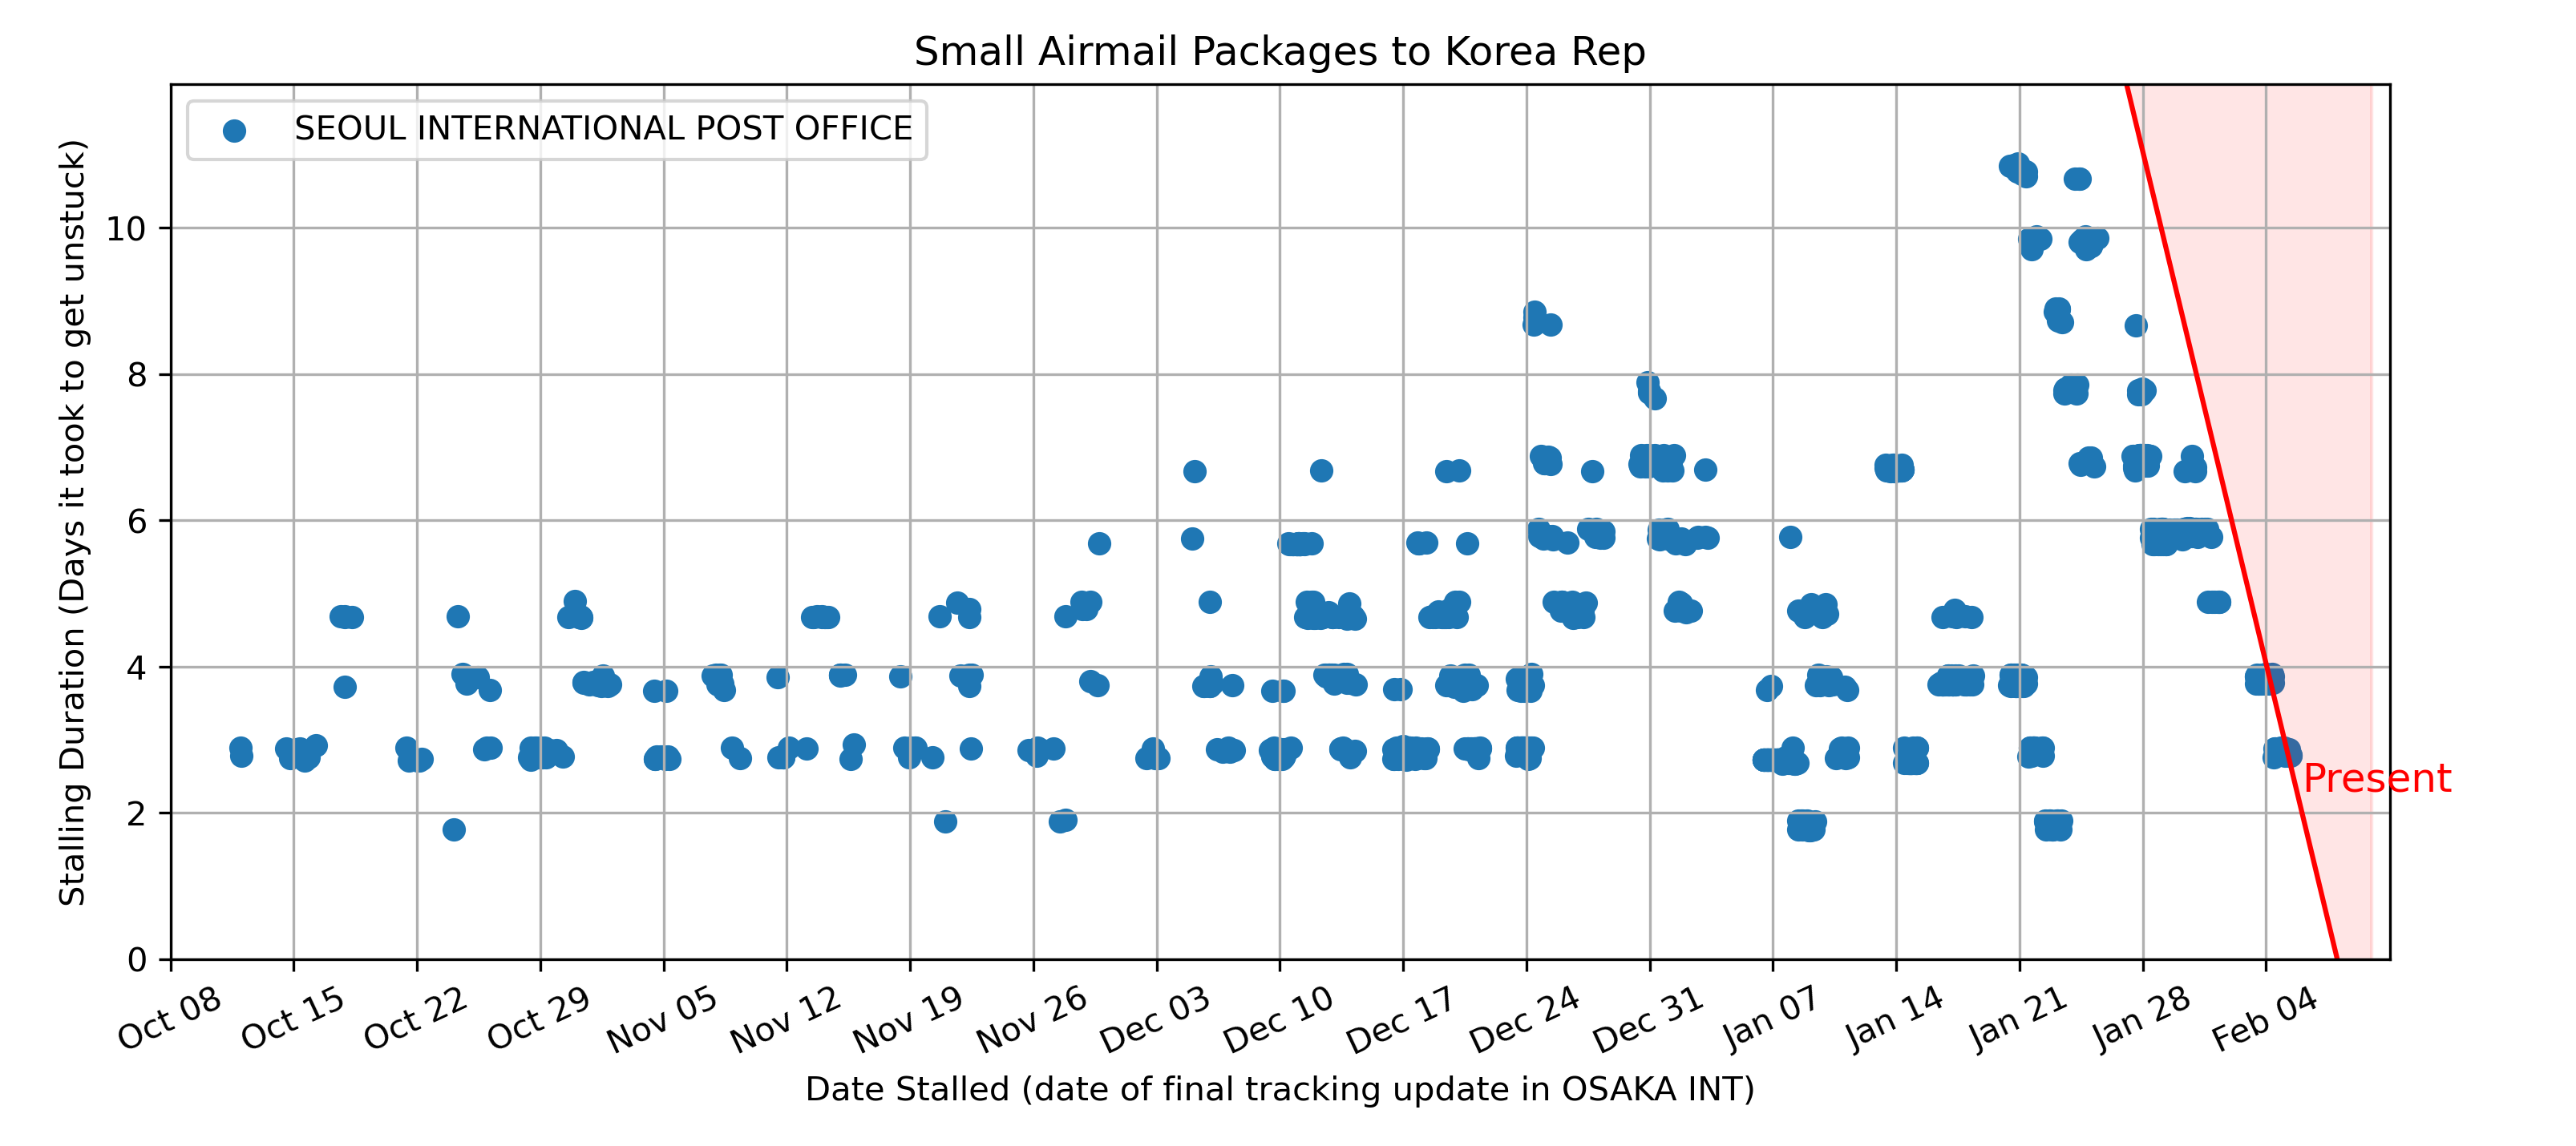 Small Airmail Packages to Korea Rep
SEOUL INTERNATIONAL POST OFFICE
Stalling Duration (Days it took to get unstuck)
10
8
6
4
2
0
Present
Oct 08
Oct 15
Oct 22
Oct 29
Nov 05
Nov 12
Nov 19
Nov 26
Dec 03
Dec 10
Dec 17
Dec 24
Dec 31
Jan 07
Jan 14
Jan 21
Jan 28
Feb 04
Date Stalled (date of final tracking update in OSAKA INT)